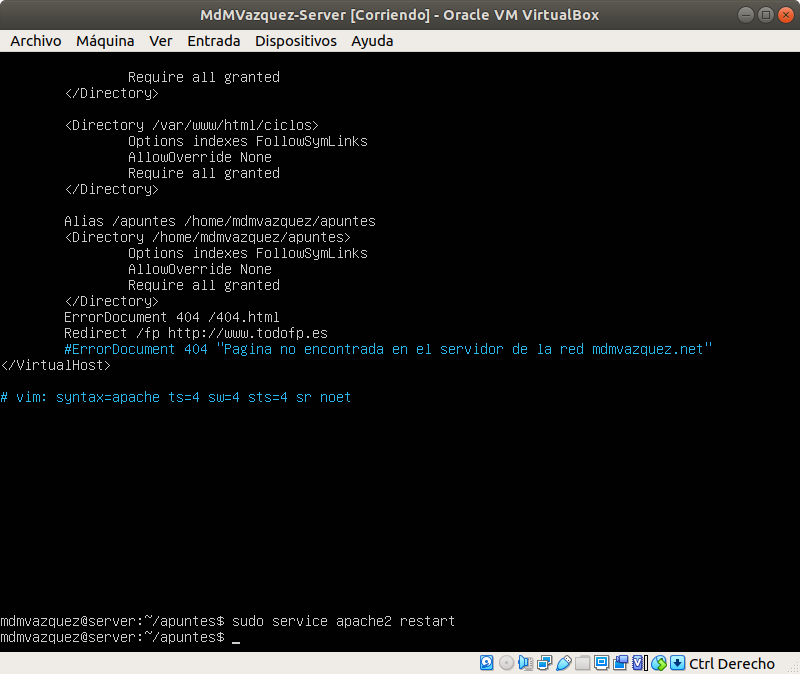 MdMVazquez-Server [Corriendo] - Oracle VM VirtualBox
Archivo Máquina Ver Entrada Dispositivos Ayuda
Require all granted
</Directory>
<Directory /var/www/html/ciclos>
Options indexes FollowSymLinks
AllowOverride None
Require all granted
</Directory>
Alias /apuntes /home/mdmvazquez/apuntes
<Directory /home/mdmvazquez/apuntes>
Options indexes FollowSymLinks
AllowOverride None
Require all granted
</Directory>
ErrorDocument 404 /404.html
Redirect /fp http://www.todofp.es
#ErrorDocument 404 "Pagina no encontrada en el servidor de la red mdmvazquez.net"
</VirtualHost>
# vim: syntax=apache ts=4 sw=4 sts=4 sr noet
mdmvazquez@server:~/apuntes$ sudo service apache2 restart
mdmvazquez@server:~/apuntes$ _
Ctrl Derecho